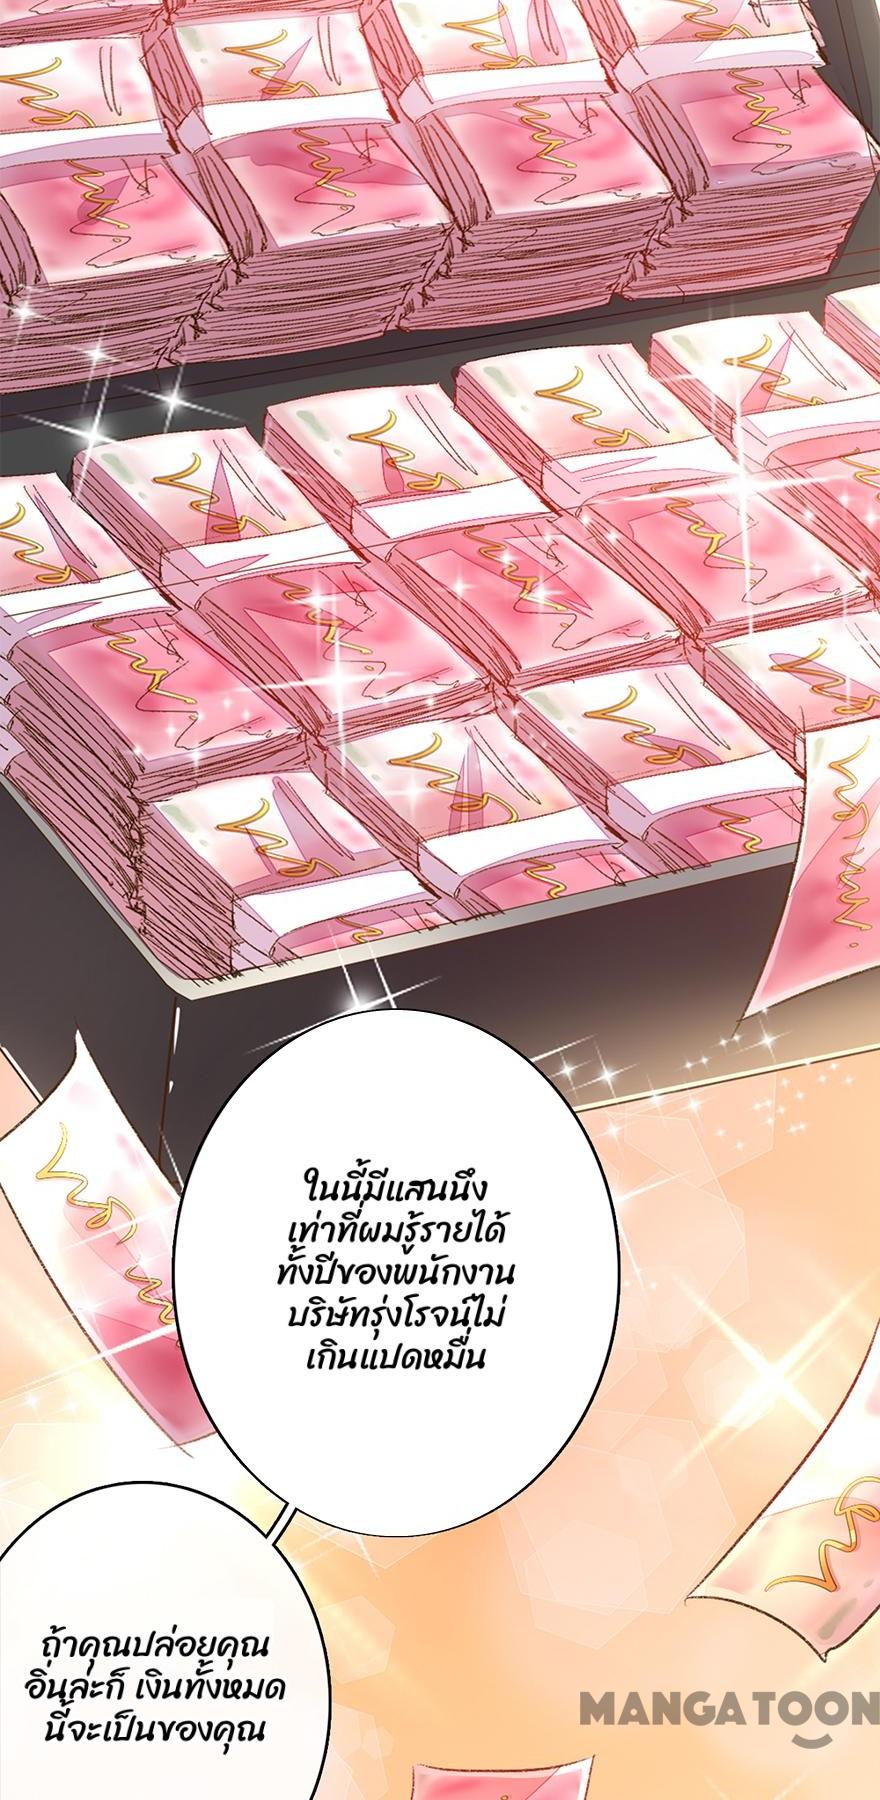 ในนี้มีแสนนึง
เท่าที่ผมรู้รายได้
ทั้งปีของพนักงาน
บริษัทรุ่งโรจน์ไม่
เกินแปดหมื่น
ถ้าคุณปล่อยคุณ
อิ่นล่ะก็ เงินทั้งหมด
นี้จะเป็นของคุณ
MANGATOON